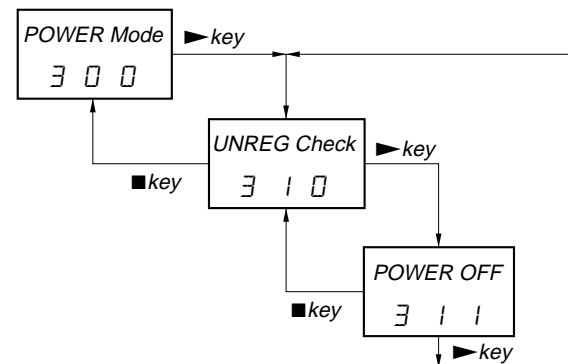 POWER Mode
►key
3 0 0
UNREG Check
►key
■key
3 1 0
POWER OFF
■key
3 1 1
►key